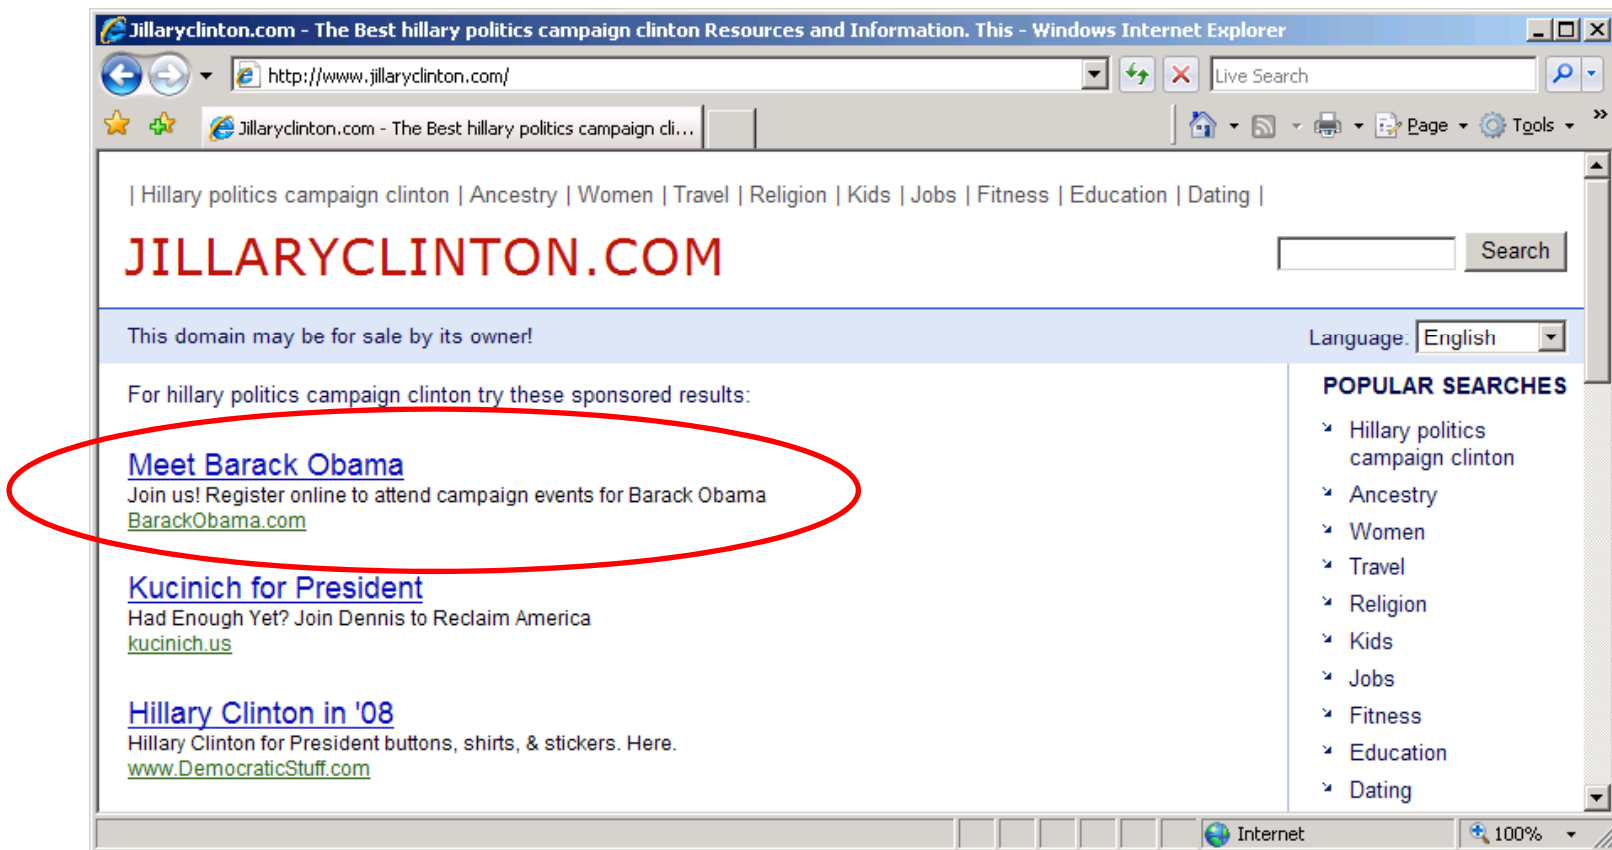 Jillaryclinton.com - The Best hillary politics campaign clinton Resources and Information. This - Windows Internet Explorer
http://www.jillaryclinton.com/
Live Search
Jillaryclinton.com - The Best hillary politics campaign cli...
Page
Tools
»
| Hillary politics campaign clinton | Ancestry | Women | Travel | Religion | Kids | Jobs | Fitness | Education | Dating |
JILLARYCLINTON.COM
Search
This domain may be for sale by its owner!
Language: English
For hillary politics campaign clinton try these sponsored results:
Meet Barack Obama
Join us! Register online to attend campaign events for Barack Obama
BarackObama.com
Kucinich for President
Had Enough Yet? Join Dennis to Reclaim America
kucinich.us
Hillary Clinton in '08
Hillary Clinton for President buttons, shirts, & stickers. Here.
www.DemocraticStuff.com
POPULAR SEARCHES
Hillary politics
campaign clinton
Ancestry
Women
Travel
Religion
Kids
Jobs
Fitness
Education
Dating
Internet
100%